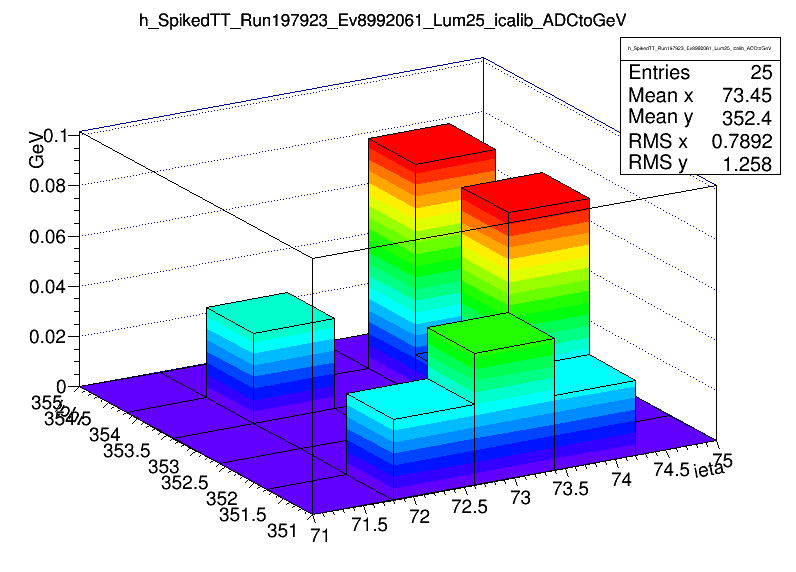 h_SpikedTT_Run197923_Ev8992061_Lum25_icalib_ADCtoGeV
h_SpikedTT_Run197923_Ev8992061_Lum25_icalib_ADCtoGeV
Entries 25
Mean x 73.45
Mean y 352.4
RMS x 0.7892
RMS y 1.258
GeV
0.1
0.08
0.06
0.04
0.02
0
355
354.5
354
353.5
353
352.5
352
351.5
351
71
71.5
72
72.5
73
73.5
74
74.5
75
ieta